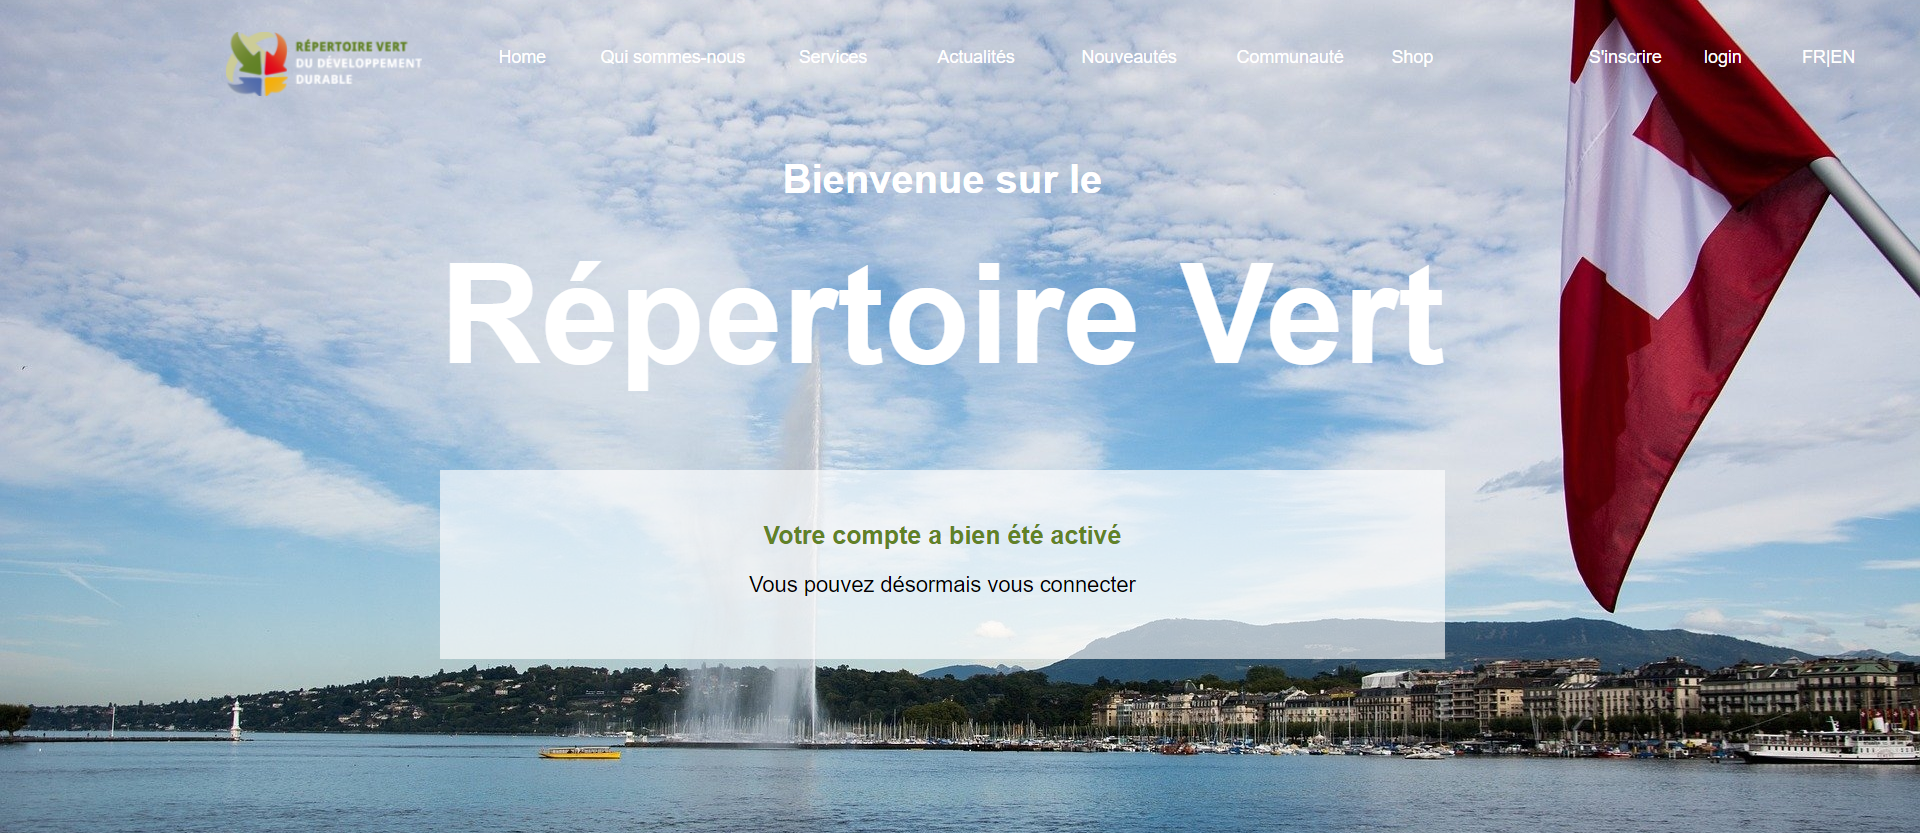 RÉPERTOIRE VERT
DU DÉVELOPPEMENT
DURABLE
Home
Qui sommes-nous
Services
Actualités
Nouveautés
Communauté
Shop
S'inscrire
login
FR|EN
Bienvenue sur le
Répertoire Vert
Votre compte a bien été activé
Vous pouvez désormais vous connecter